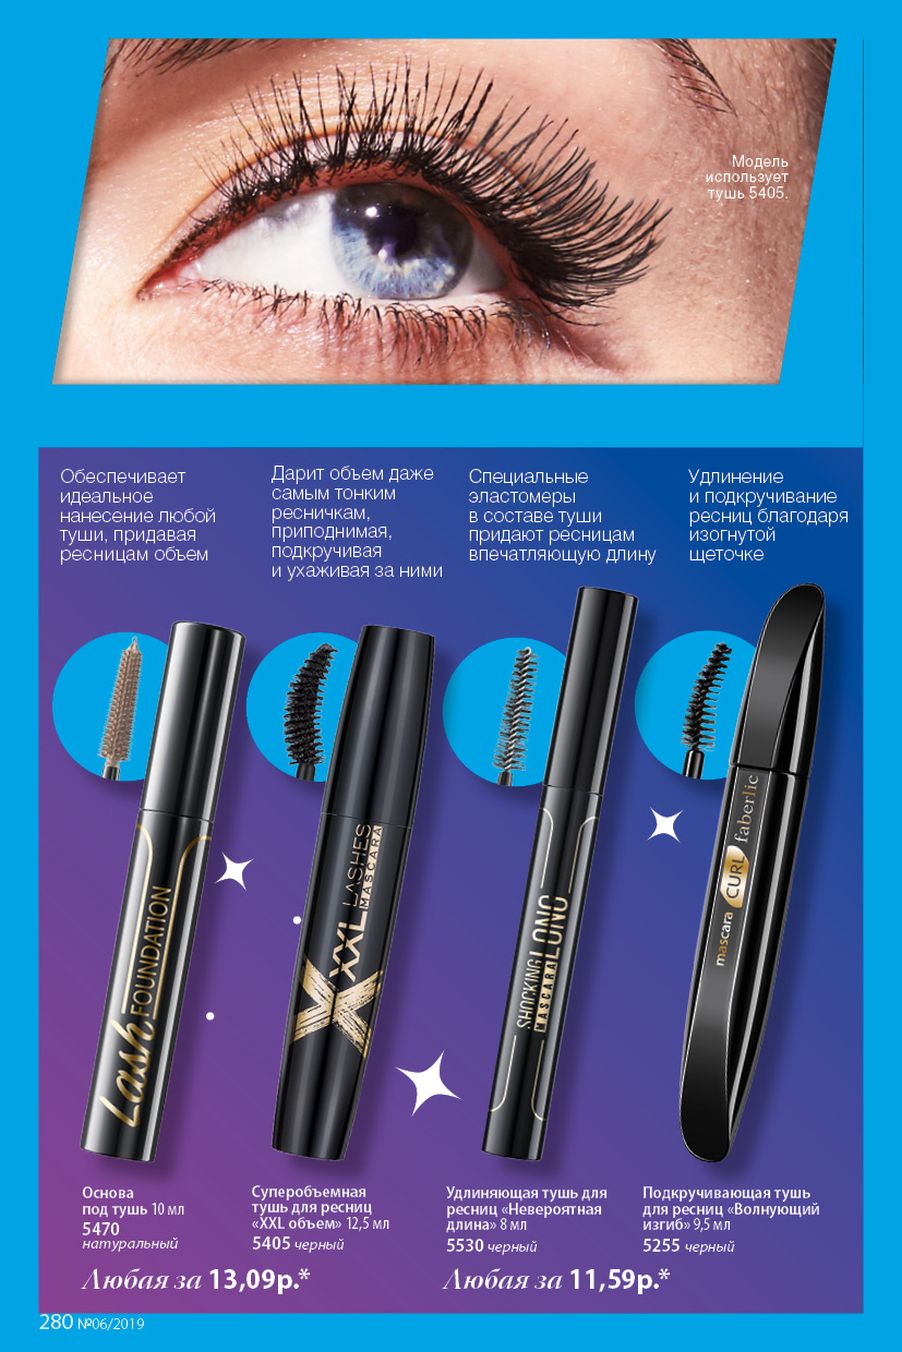 Модель
использует
тушь 5405.
Обеспечивает
идеальное
нанесение любой
туши, придавая
ресницам объем
Дарит объем даже
самым тонким
ресничкам,
приподнимая,
подкручивая
и ухаживая за ними
Специальные
эластомеры
в составе туши
придают ресницам
впечатляющую длину
Удлинение
и подкручивание
ресниц благодаря
изогнутой
щеточке
Lash
FOUNDATION
XXL LASHES
MASCARA
SHOCKING LONG
MASCARA
mascara CURL faberlic
Основа
под тушь 10 мл
5470
натуральный
Суперобъемная
тушь для ресниц
«XXL объем» 12,5 мл
5405 черный
Удлиняющая тушь для
ресниц «Невероятная
длина» 8 мл
5530 черный
Подкручивающая тушь
для ресниц «Волнующий
изгиб» 9,5 мл
5255 черный
Любая за 13,09р.*
Любая за 11,59р.*
280 №06/2019